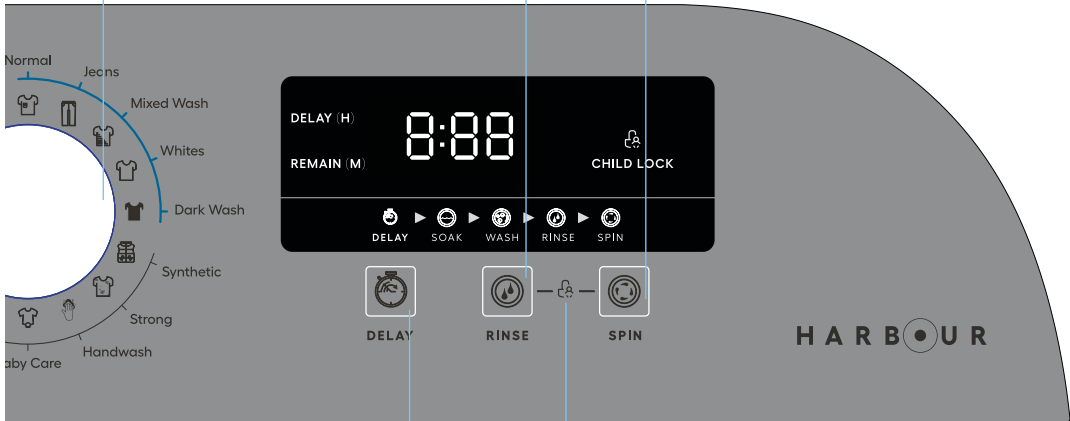 Normal
Jeans
Mixed Wash
Whites
Dark Wash
Synthetic
Strong
Handwash
aby Care
DELAY (H)
8:88
REMAIN (M)
CHILD LOCK
DELAY SOAK WASH RINSE SPIN
DELAY RINSE SPIN
HARBOUR